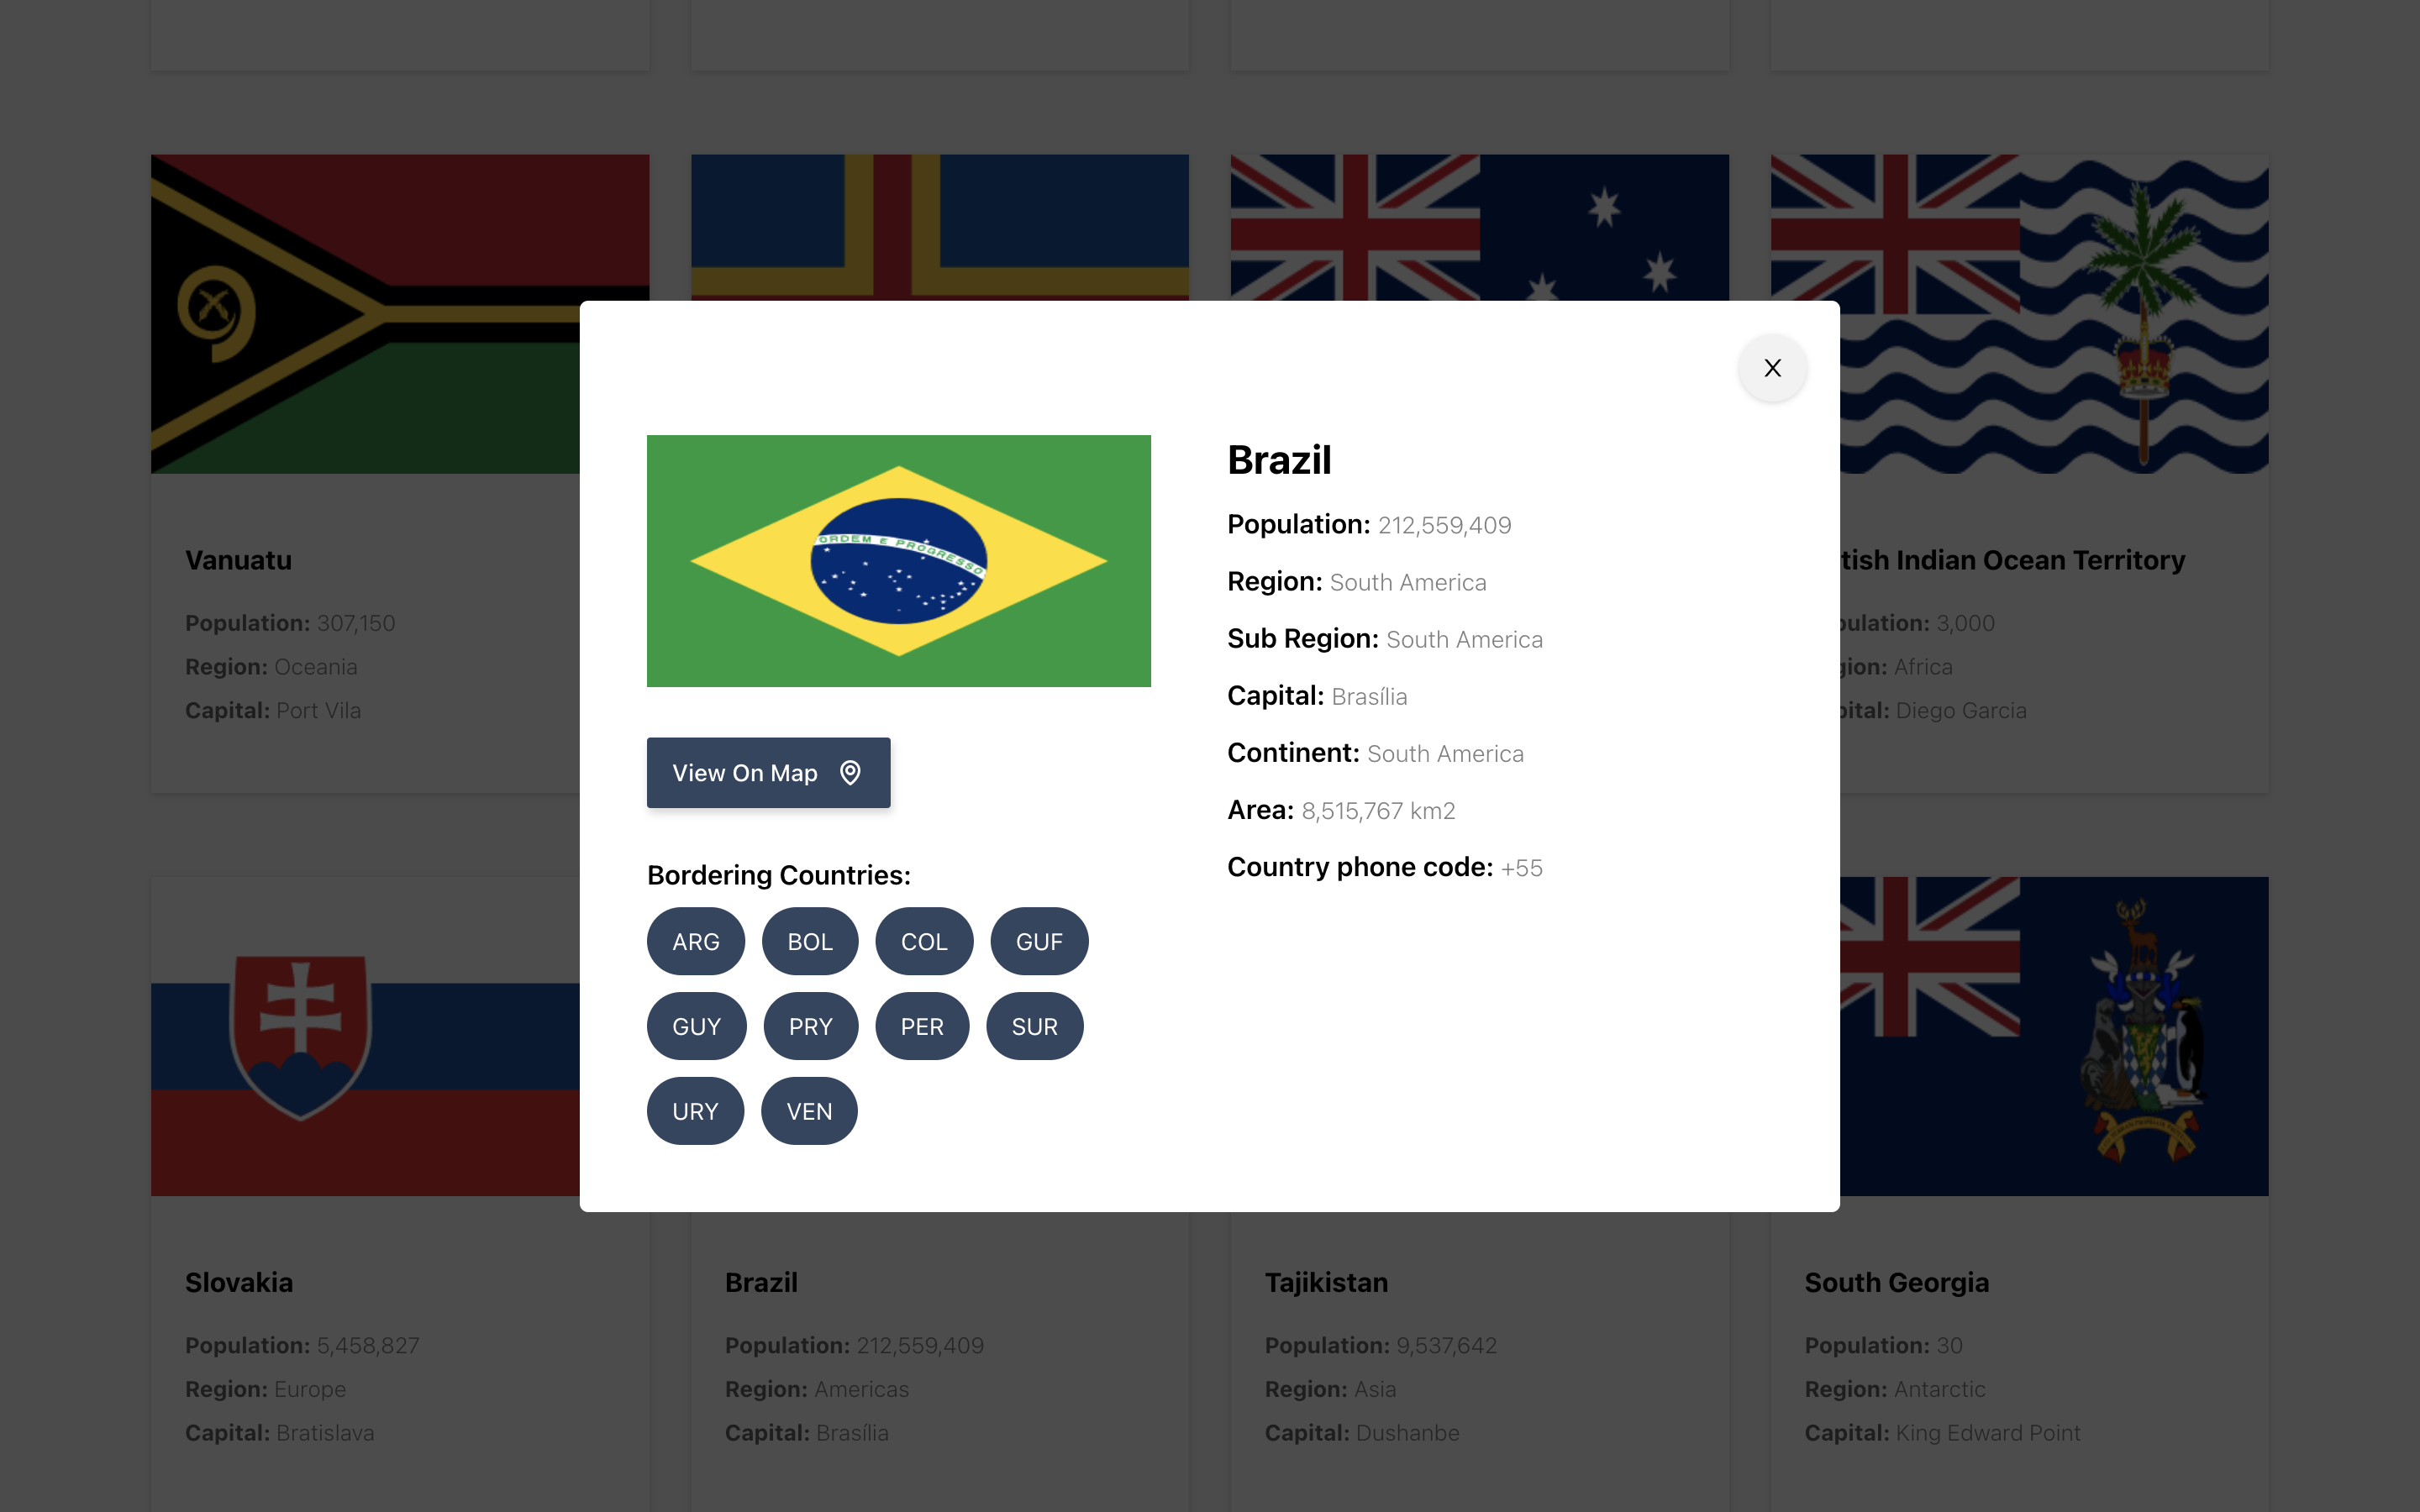 X
ORDEM E PROGRESSO
Brazil
Population: 212,559,409
Region: South America
Sub Region: South America
Capital: Brasília
Continent: South America
Area: 8,515,767 km2
Country phone code: +55
View On Map
Bordering Countries:
ARG BOL COL GUF
GUY PRY PER SUR
URY VEN
Vanuatu
Population: 307,150
Region: Oceania
Capital: Port Vila
tish Indian Ocean Territory
ulation: 3,000
ion: Africa
ital: Diego Garcia
Slovakia
Population: 5,458,827
Region: Europe
Capital: Bratislava
Brazil
Population: 212,559,409
Region: Americas
Capital: Brasília
Tajikistan
Population: 9,537,642
Region: Asia
Capital: Dushanbe
South Georgia
Population: 30
Region: Antarctic
Capital: King Edward Point